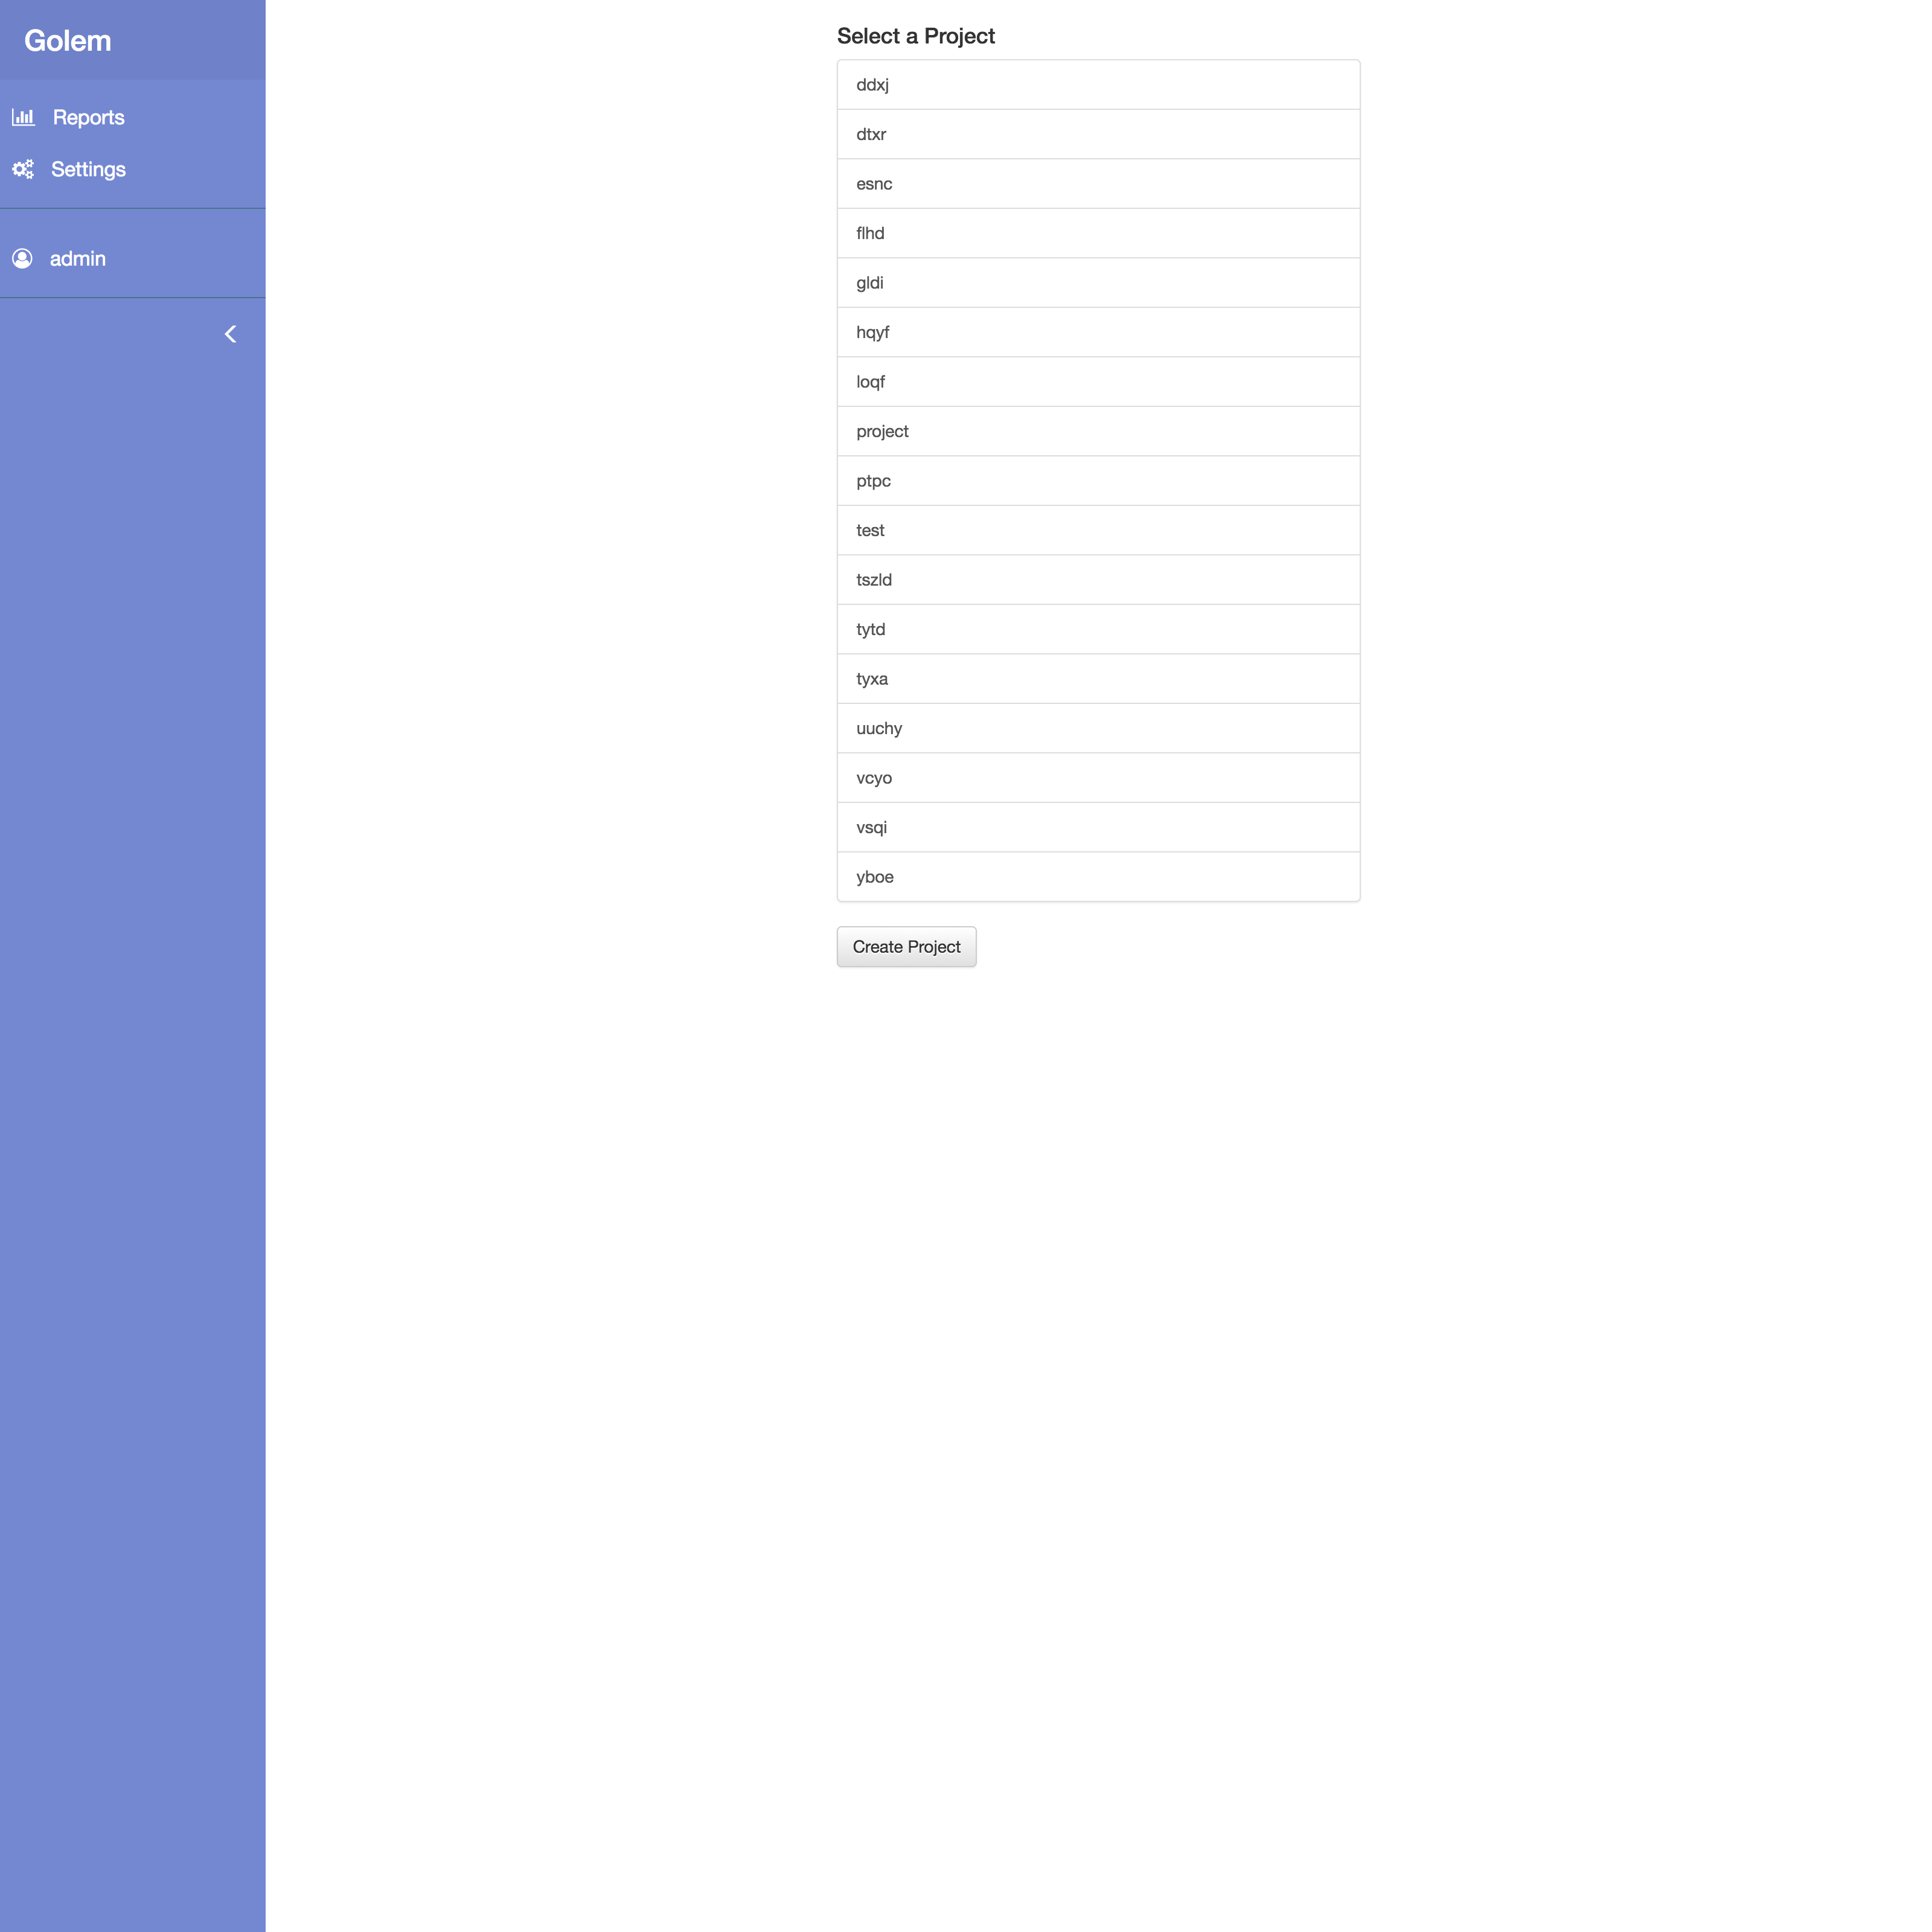 Golem
Reports
Settings
admin
Select a Project
ddxj
dtxr
esnc
flhd
gldi
hqyf
loqf
project
ptpc
test
tszld
tytd
tyxa
uuchy
vcyo
vsqi
yboe
Create Project